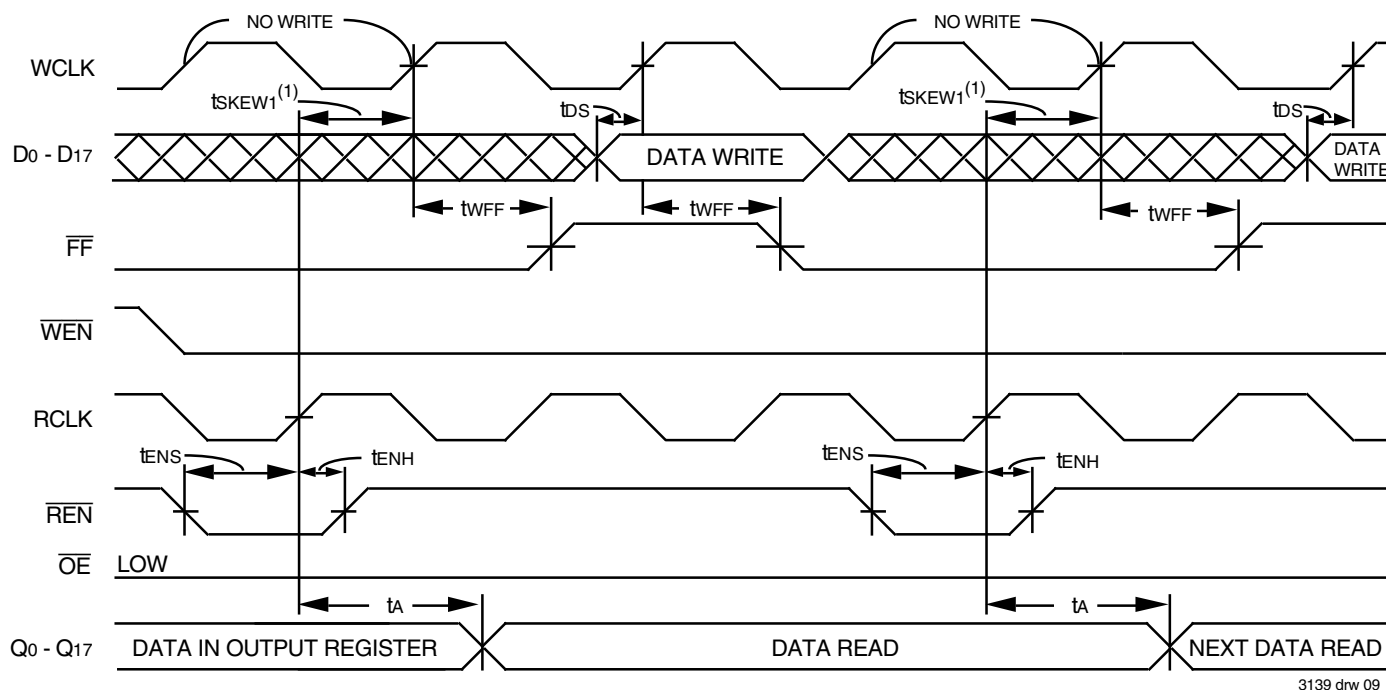 NO WRITE
NO WRITE
WCLK
tSKEW1(1)
tDS
tSKEW1(1)
tDS
D0 - D17
DATA WRITE
DATA
WRITE
tWFF
tWFF
tWFF
FF
WEN
RCLK
tENS
tENH
tENS
tENH
REN
OE
LOW
tA
tA
Q0 - Q17
DATA IN OUTPUT REGISTER
DATA READ
NEXT DATA READ
3139 drw 09